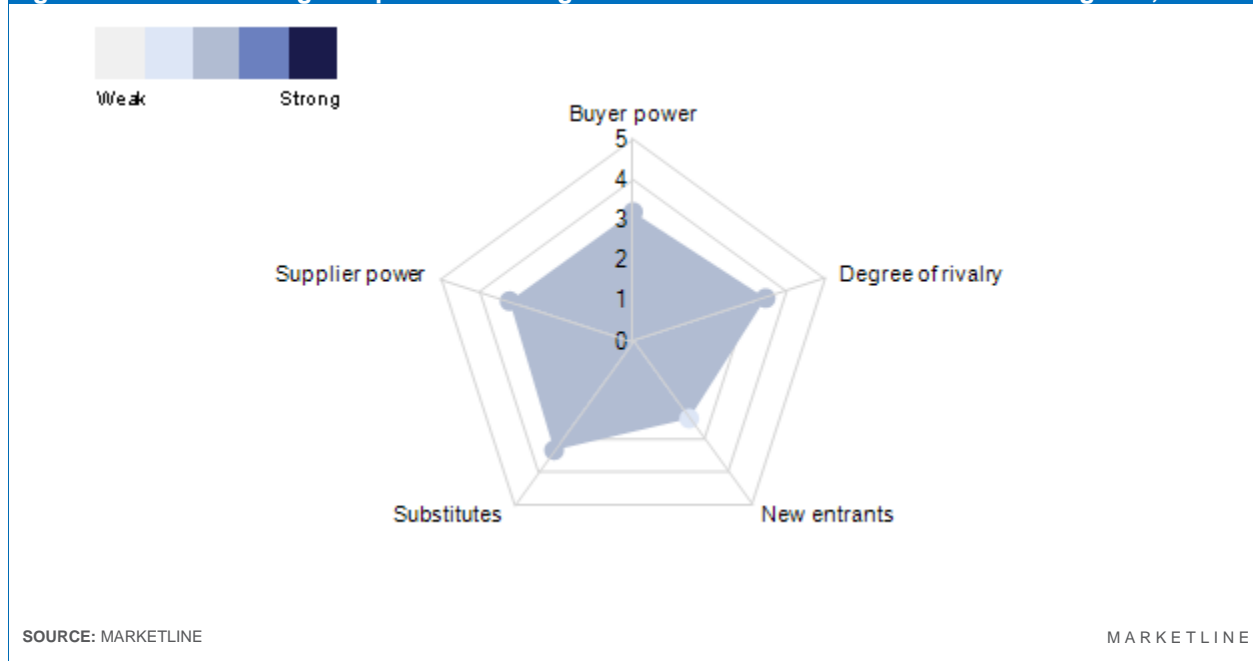 Weak Strong
Buyer power
5
4
3
2
1
0
Supplier power
Degree of rivalry
Substitutes
New entrants
SOURCE: MARKETLINE
MARKETLINE